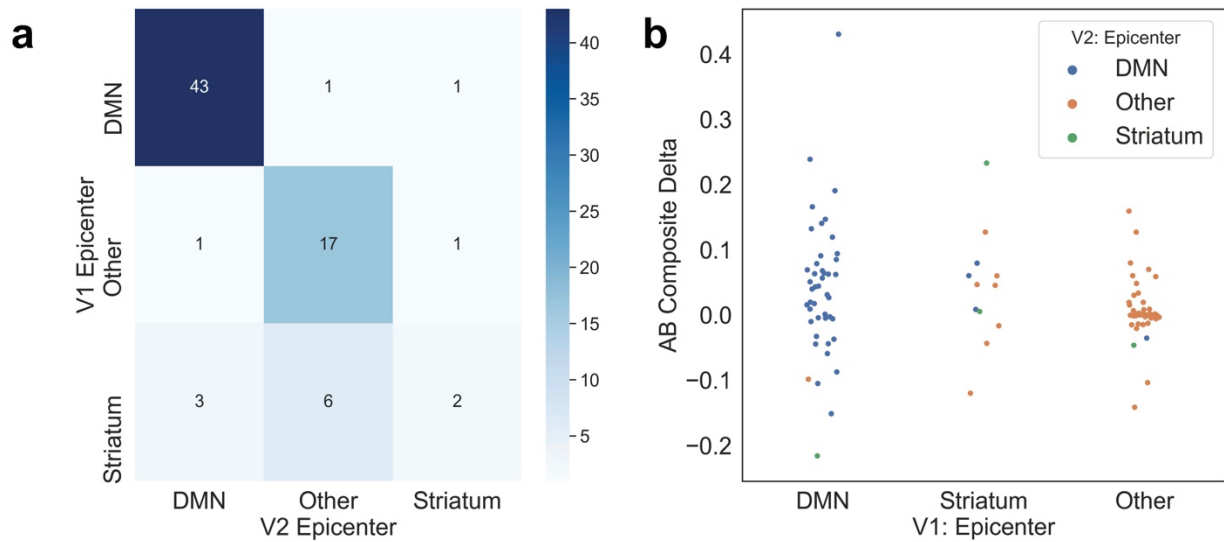 a
DMN
Other
Striatum
V1 Epicenter
43 1 1
1 17 1
3 6 2
DMN Other Striatum
V2 Epicenter
40
35
30
25
20
15
10
5
b
V2: Epicenter
DMN
Other
Striatum
AB Composite Delta
0.4
0.3
0.2
0.1
0.0
−0.1
−0.2
DMN Striatum Other
V1: Epicenter